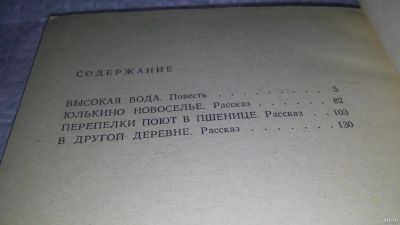 СОДЕРЖАНИЕ
ВЫСОКАЯ ВОДА. Повесть . . . . . . . . 5
ЮЛЬКИНО НОВОСЕЛЬЕ. Рассказ . . . . . 82
ПЕРЕПЕЛКИ ПОЮТ В ПШЕНИЦЕ. Рассказ . . 103
В ДРУГОЙ ДЕРЕВНЕ. Рассказ . . . . . . 130